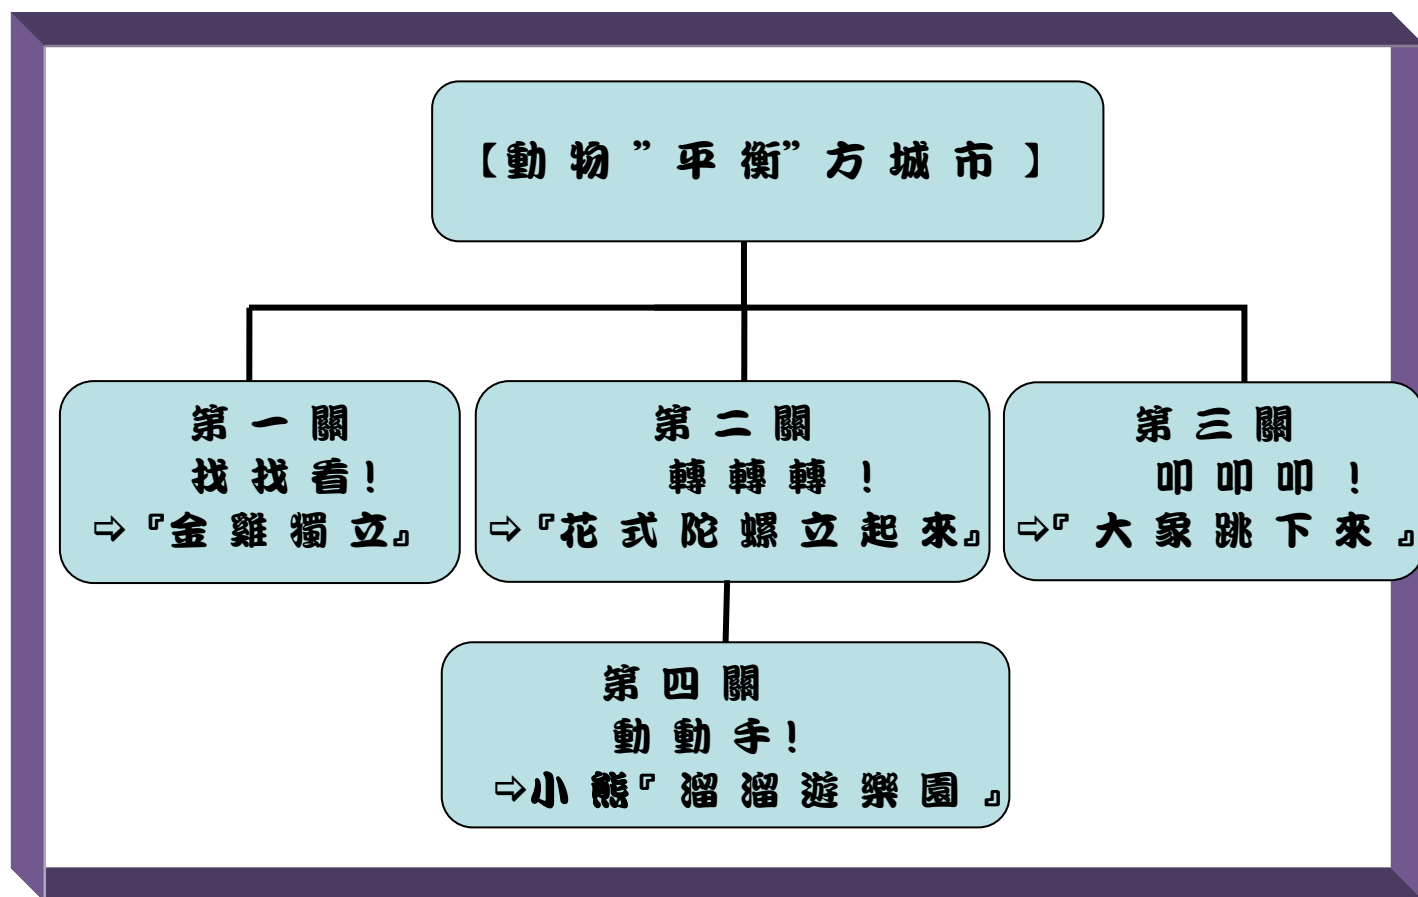 【動物”平衡”方城市】
第一關
找找看!
⇨『金雞獨立』
第二關
轉轉轉!
⇨『花式陀螺立起來』
第三關
叩叩叩!
⇨『大象跳下來』
第四關
動動手!
⇨小熊『溜溜遊樂園』